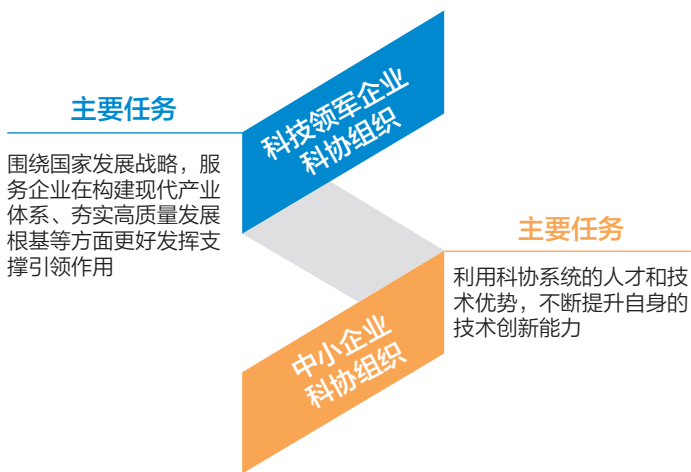 科技领军企业
科协组织
主要任务
围绕国家发展战略，服
务企业在构建现代产业
体系、夯实高质量发展
根基等方面更好发挥支
撑引领作用
主要任务
利用科协系统的人才和技
术优势，不断提升自身的
技术创新能力
中小企业
科协组织